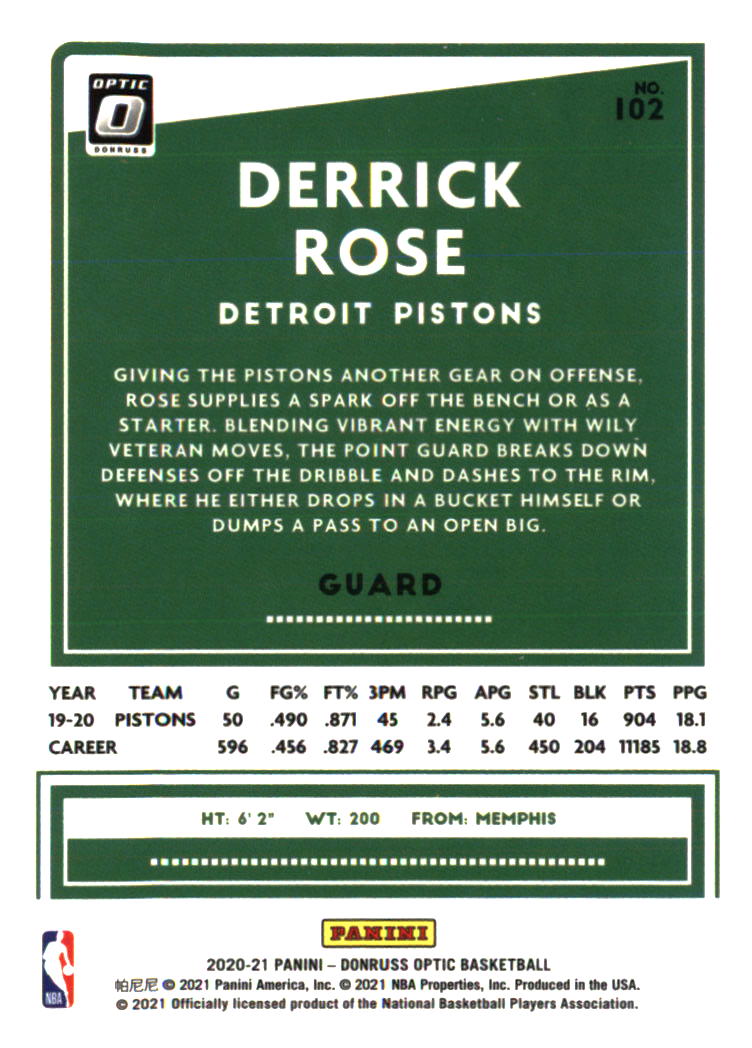 OPTIC
O
DONRUSS
NO.
102
DERRICK
ROSE
DETROIT PISTONS
GIVING THE PISTONS ANOTHER GEAR ON OFFENSE,
ROSE SUPPLIES A SPARK OFF THE BENCH OR AS A
STARTER. BLENDING VIBRANT ENERGY WITH WILY
VETERAN MOVES, THE POINT GUARD BREAKS DOWN
DEFENSES OFF THE DRIBBLE AND DASHES TO THE RIM,
WHERE HE EITHER DROPS IN A BUCKET HIMSELF OR
DUMPS A PASS TO AN OPEN BIG.
GUARD
YEAR TEAM G FG% FT% 3PM RPG APG STL BLK PTS PPG
19-20 PISTONS 50 .490 .871 45 2.4 5.6 40 16 904 18.1
CAREER 596 .456 .827 469 3.4 5.6 450 204 11185 18.8
HT: 6' 2" WT: 200 FROM: MEMPHIS
PANINI
NBA
2020-21 PANINI – DONRUSS OPTIC BASKETBALL
帕尼尼 © 2021 Panini America, Inc. © 2021 NBA Properties, Inc. Produced in the USA.
© 2021 Officially licensed product of the National Basketball Players Association.